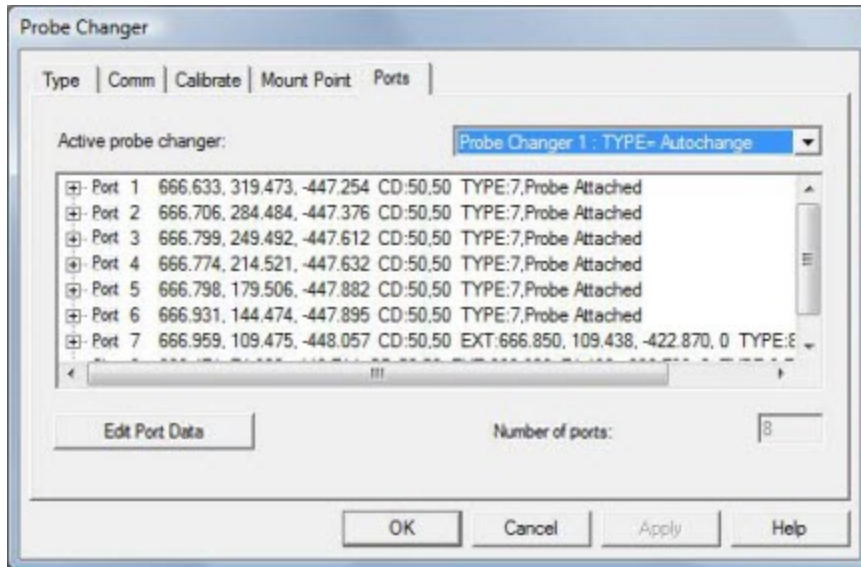 Probe Changer
Type Comm Calibrate Mount Point Ports
Active probe changer: Probe Changer 1 : TYPE= Autochange
Port 1 666.633, 319.473, -447.254 CD:50,50 TYPE:7,Probe Attached
Port 2 666.706, 284.484, -447.376 CD:50,50 TYPE:7,Probe Attached
Port 3 666.799, 249.492, -447.612 CD:50,50 TYPE:7,Probe Attached
Port 4 666.774, 214.521, -447.632 CD:50,50 TYPE:7,Probe Attached
Port 5 666.798, 179.506, -447.882 CD:50,50 TYPE:7,Probe Attached
Port 6 666.931, 144.474, -447.895 CD:50,50 TYPE:7,Probe Attached
Port 7 666.959, 109.475, -448.057 CD:50,50 EXT:666.850, 109.438, -422.870, 0 TYPE:8
Edit Port Data Number of ports: 8
OK Cancel Apply Help